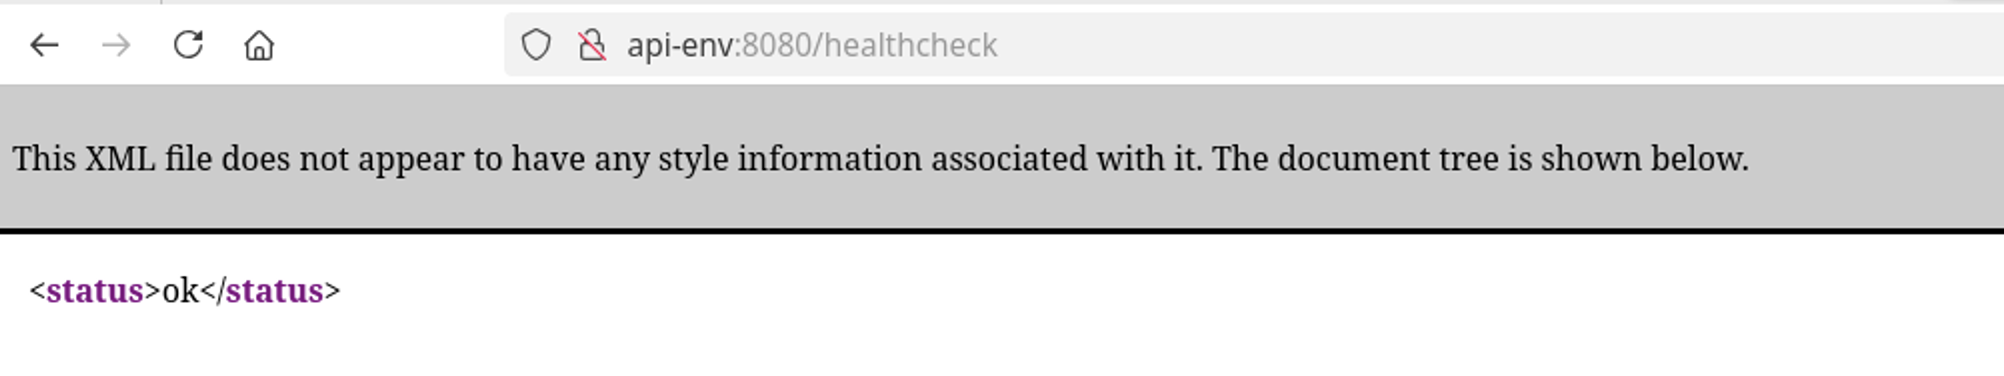 api-env:8080/healthcheck
This XML file does not appear to have any style information associated with it. The document tree is shown below.
<status>ok</status>